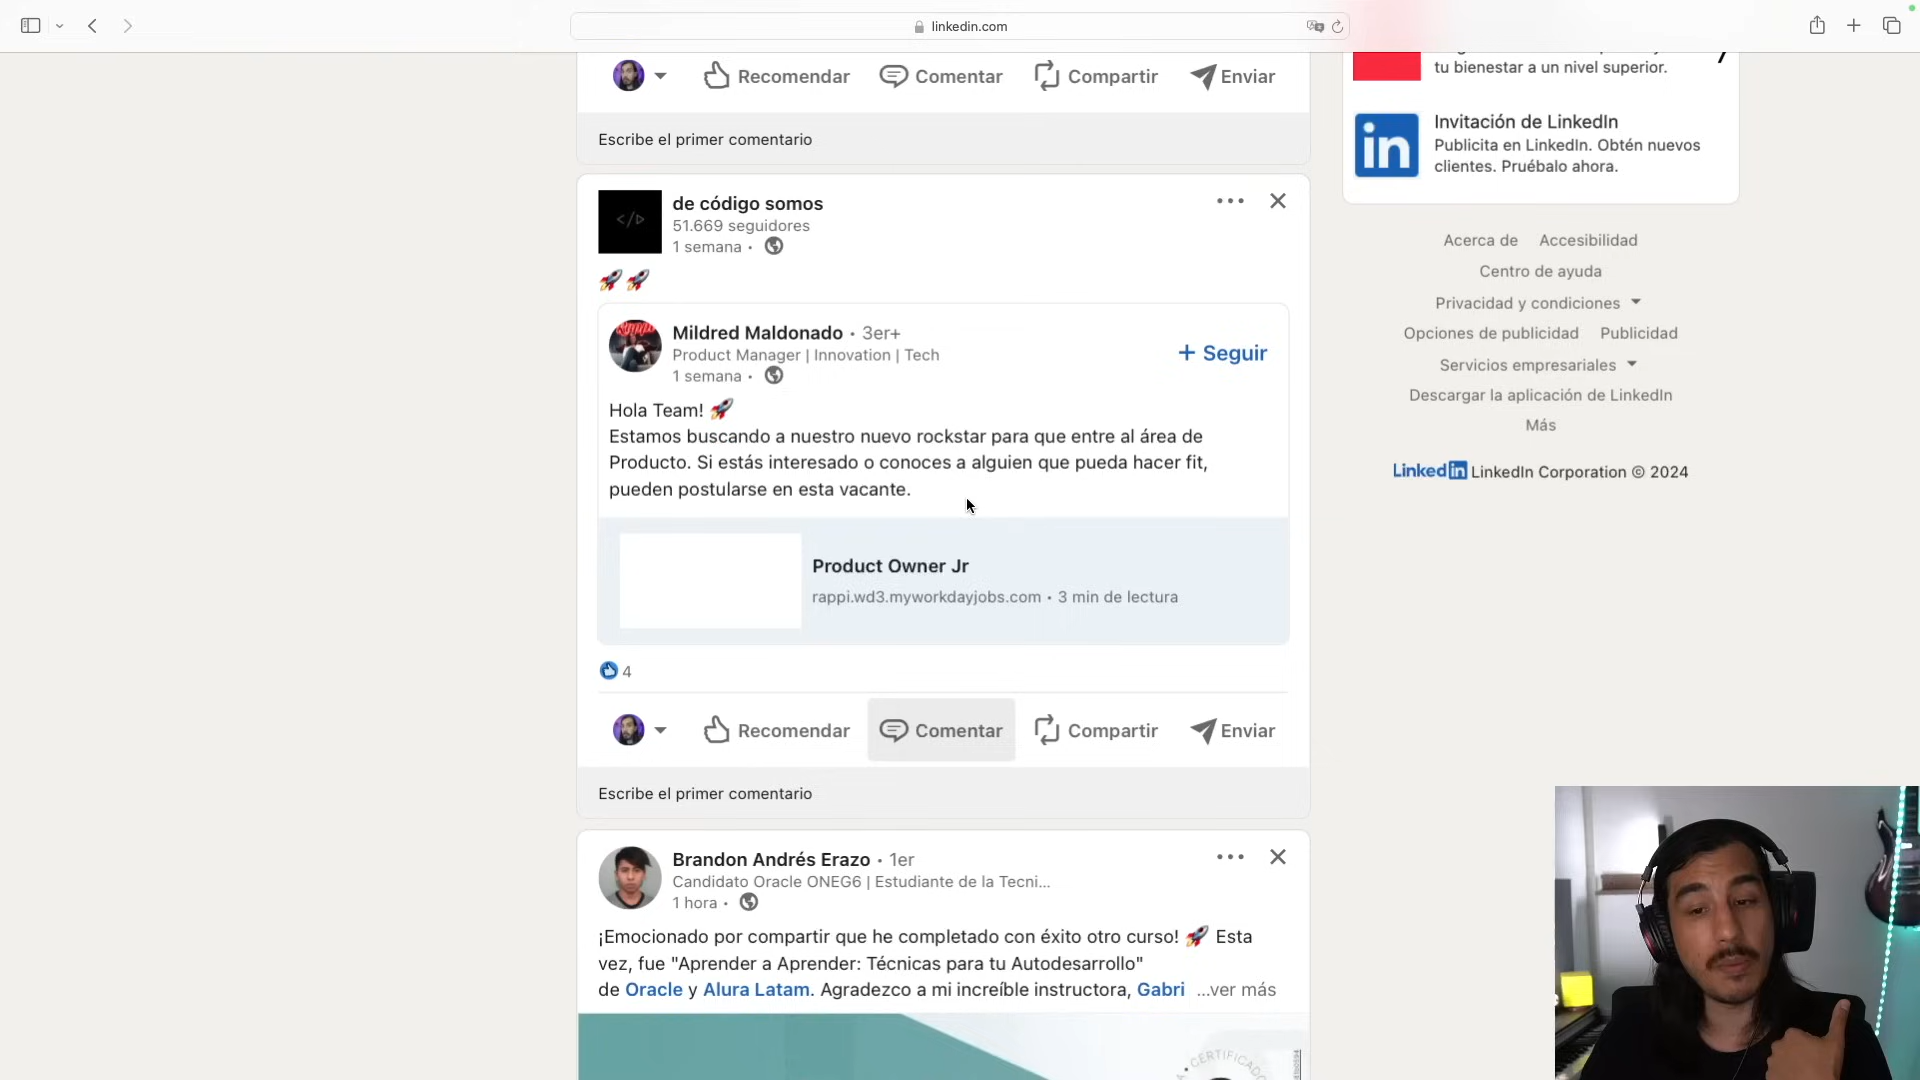 linkedin.com
Recomendar Comentar Compartir Enviar
Escribe el primer comentario
de código somos
51.669 seguidores
1 semana •
Mildred Maldonado • 3er+
Product Manager | Innovation | Tech
1 semana •
+ Seguir
Hola Team! 🚀
Estamos buscando a nuestro nuevo rockstar para que entre al área de
Producto. Si estás interesado o conoces a alguien que pueda hacer fit,
pueden postularse en esta vacante.
Product Owner Jr
rappi.wd3.myworkdayjobs.com • 3 min de lectura
4
Recomendar Comentar Compartir Enviar
Escribe el primer comentario
Brandon Andrés Erazo • 1er
Candidato Oracle ONEG6 | Estudiante de la Tecni...
1 hora •
¡Emocionado por compartir que he completado con éxito otro curso! 🚀 Esta
vez, fue "Aprender a Aprender: Técnicas para tu Autodesarrollo"
de Oracle y Alura Latam. Agradezco a mi increíble instructora, Gabri ...ver más
CERTIFICADO
tu bienestar a un nivel superior.
in
Invitación de LinkedIn
Publicita en LinkedIn. Obtén nuevos
clientes. Pruébalo ahora.
Acerca de Accesibilidad
Centro de ayuda
Privacidad y condiciones
Opciones de publicidad Publicidad
Servicios empresariales
Descargar la aplicación de LinkedIn
Más
LinkedIn LinkedIn Corporation © 2024